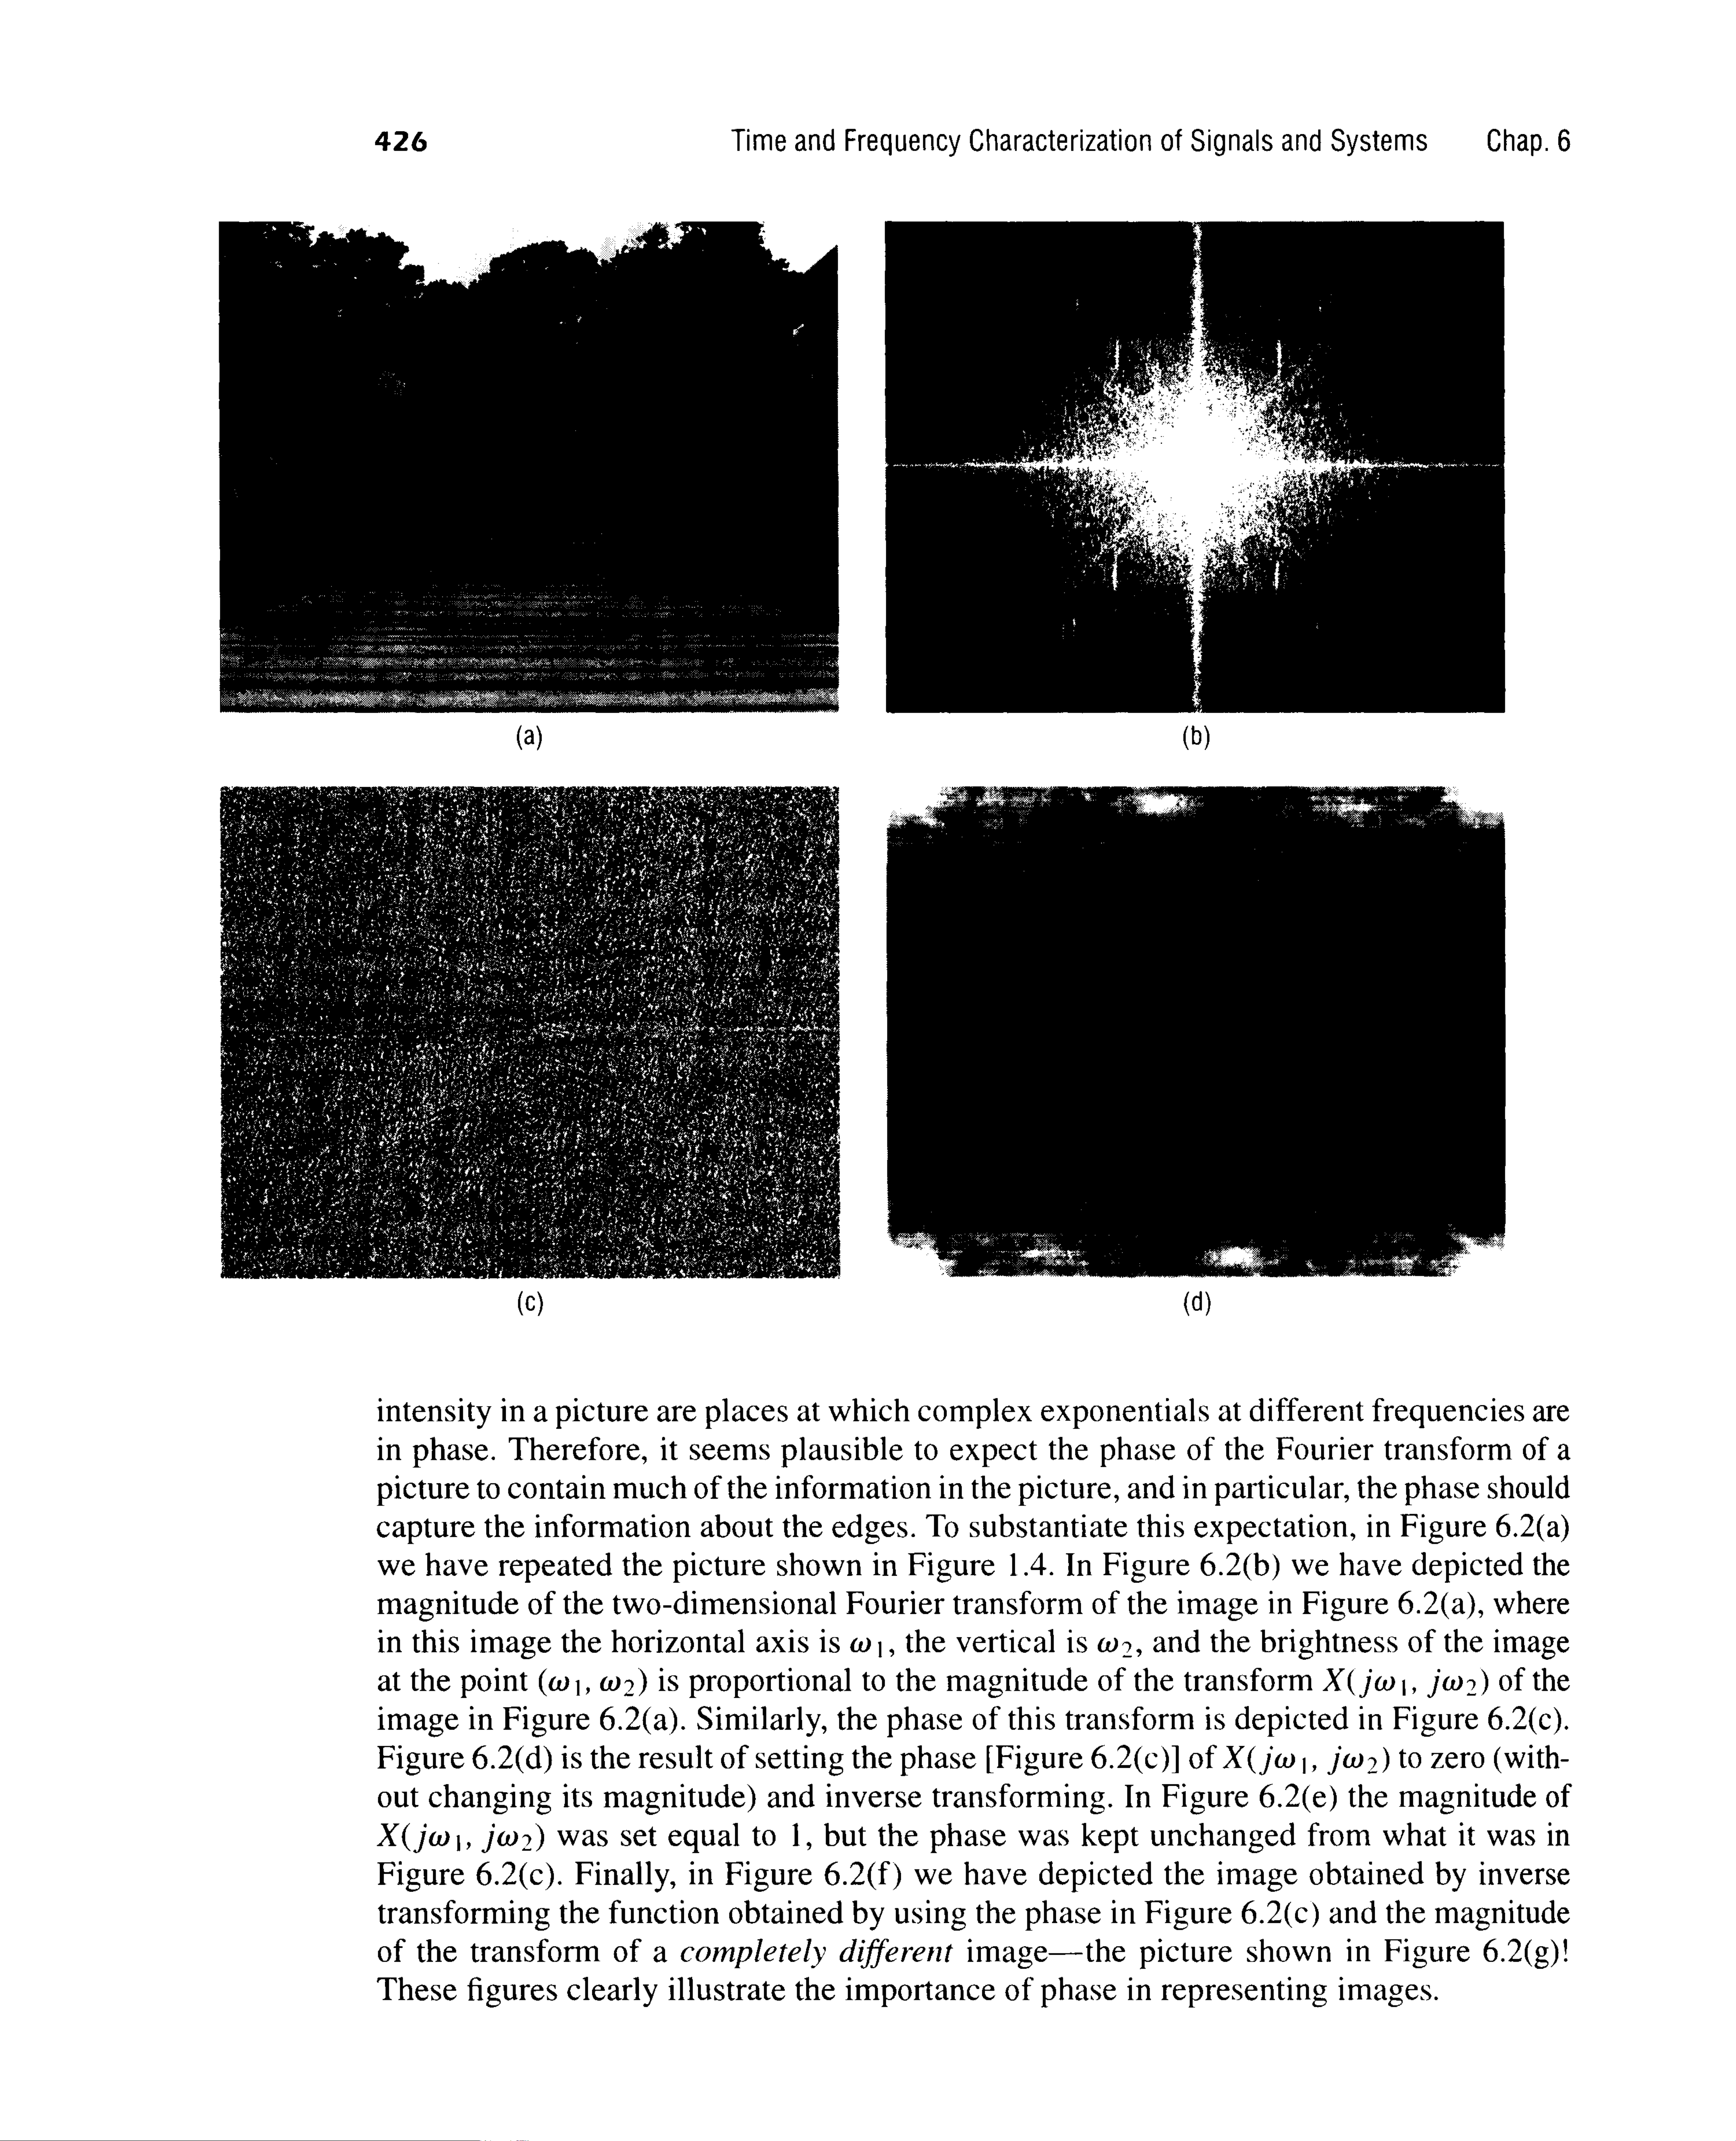 426 Time and Frequency Characterization of Signals and Systems Chap. 6
(a) (b)
(c) (d)
intensity in a picture are places at which complex exponentials at different frequencies are
in phase. Therefore, it seems plausible to expect the phase of the Fourier transform of a
picture to contain much of the information in the picture, and in particular, the phase should
capture the information about the edges. To substantiate this expectation, in Figure 6.2(a)
we have repeated the picture shown in Figure 1.4. In Figure 6.2(b) we have depicted the
magnitude of the two-dimensional Fourier transform of the image in Figure 6.2(a), where
in this image the horizontal axis is ω₁, the vertical is ω₂, and the brightness of the image
at the point (ω₁, ω₂) is proportional to the magnitude of the transform X(jω₁, jω₂) of the
image in Figure 6.2(a). Similarly, the phase of this transform is depicted in Figure 6.2(c).
Figure 6.2(d) is the result of setting the phase [Figure 6.2(c)] of X(jω₁, jω₂) to zero (with-
out changing its magnitude) and inverse transforming. In Figure 6.2(e) the magnitude of
X(jω₁, jω₂) was set equal to 1, but the phase was kept unchanged from what it was in
Figure 6.2(c). Finally, in Figure 6.2(f) we have depicted the image obtained by inverse
transforming the function obtained by using the phase in Figure 6.2(c) and the magnitude
of the transform of a completely different image—the picture shown in Figure 6.2(g)!
These figures clearly illustrate the importance of phase in representing images.